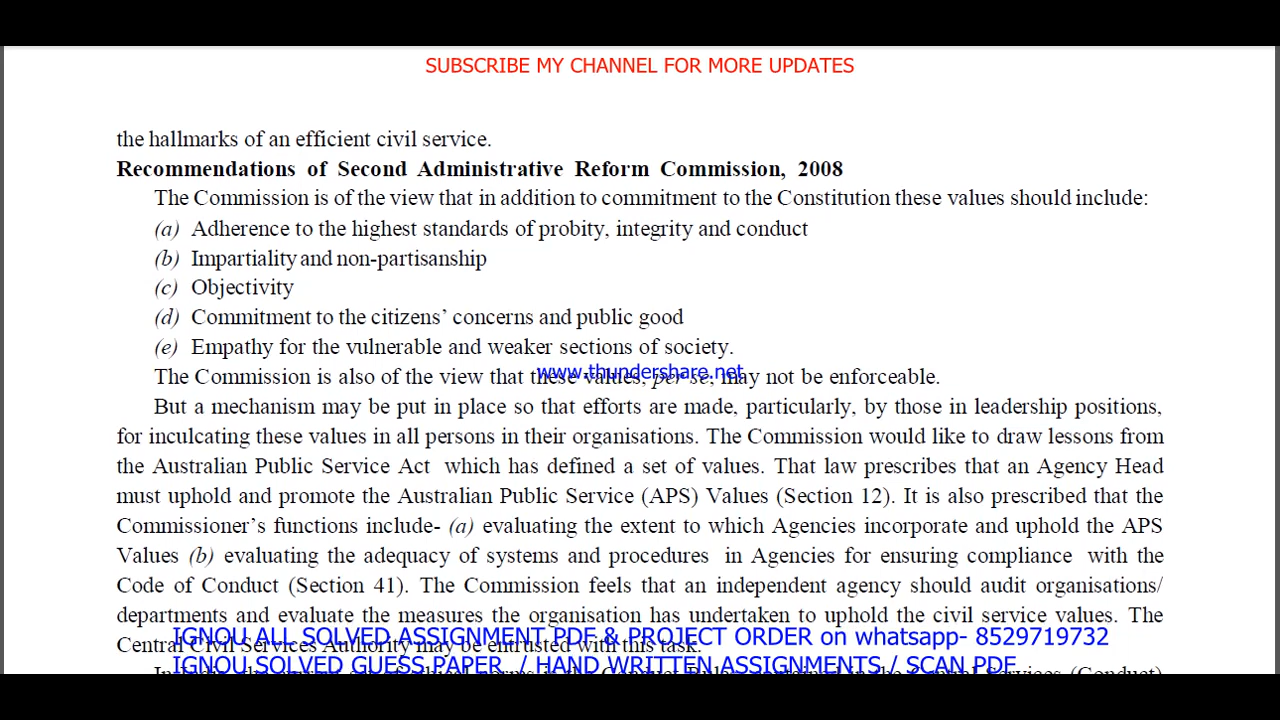 SUBSCRIBE MY CHANNEL FOR MORE UPDATES
the hallmarks of an efficient civil service.
Recommendations of Second Administrative Reform Commission, 2008
The Commission is of the view that in addition to commitment to the Constitution these values should include:
(a) Adherence to the highest standards of probity, integrity and conduct
(b) Impartiality and non-partisanship
(c) Objectivity
(d) Commitment to the citizens’ concerns and public good
(e) Empathy for the vulnerable and weaker sections of society.
www.thundershare.net
The Commission is also of the view that these values, per se, may not be enforceable.
But a mechanism may be put in place so that efforts are made, particularly, by those in leadership positions,
for inculcating these values in all persons in their organisations. The Commission would like to draw lessons from
the Australian Public Service Act which has defined a set of values. That law prescribes that an Agency Head
must uphold and promote the Australian Public Service (APS) Values (Section 12). It is also prescribed that the
Commissioner’s functions include- (a) evaluating the extent to which Agencies incorporate and uphold the APS
Values (b) evaluating the adequacy of systems and procedures in Agencies for ensuring compliance with the
Code of Conduct (Section 41). The Commission feels that an independent agency should audit organisations/
departments and evaluate the measures the organisation has undertaken to uphold the civil service values. The
IGNOU ALL SOLVED ASSIGNMENT PDF & PROJECT ORDER on whatsapp- 8529719732
Central Civil Services Authority may be entrusted with this task.
IGNOU SOLVED GUESS PAPER / HAND WRITTEN ASSIGNMENTS / SCAN PDF